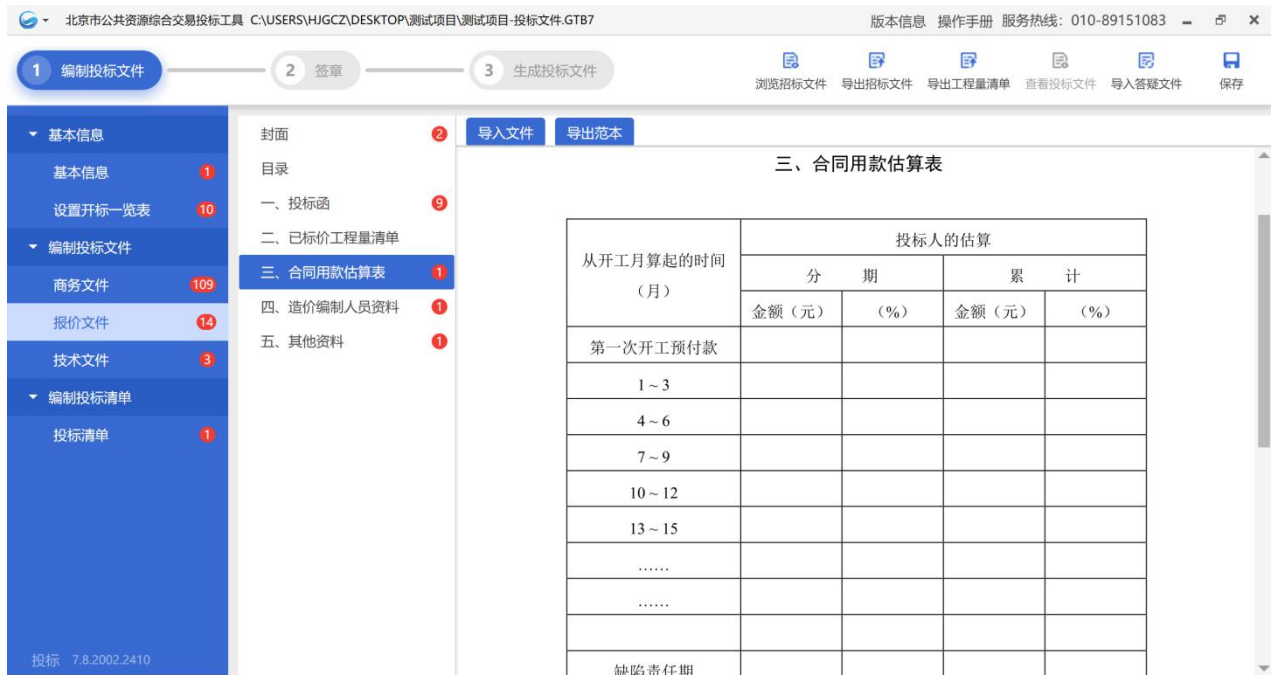 北京市公共资源综合交易投标工具 C:\USERS\HJGCZ\DESKTOP\测试项目\测试项目-投标文件.GTB7 版本信息 操作手册 服务热线：010-89151083
1 编制投标文件 2 签章 3 生成投标文件
浏览招标文件 导出招标文件 导出工程量清单 查看投标文件 导入答疑文件 保存
基本信息
基本信息 1
设置开标一览表 10
编制投标文件
商务文件 109
报价文件 14
技术文件 3
编制投标清单
投标清单 1
投标 7.8.2002.2410
封面 2
目录
一、投标函 9
二、已标价工程量清单
三、合同用款估算表 1
四、造价编制人员资料 1
五、其他资料 1
导入文件 导出范本
三、合同用款估算表
从开工月算起的时间
（月）
投标人的估算
分 期 累 计
金额（元） （%） 金额（元） （%）
第一次开工预付款
1～3
4～6
7～9
10～12
13～15
……
……
缺陷责任期